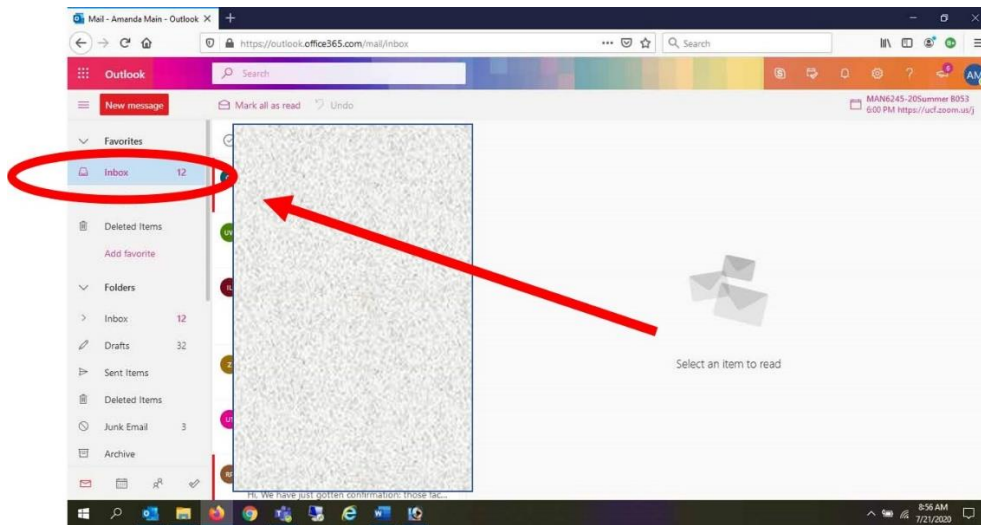 Mail - Amanda Main - Outlook
https://outlook.office365.com/mail/inbox
Search
Outlook
Search
6
AM
New message
Mark all as read
Undo
MAN6245-20Summer B053
6:00 PM https://ucf.zoom.us/j
Favorites
Inbox 12
Deleted Items
Add favorite
Folders
Inbox 12
Drafts 32
Sent Items
Deleted Items
Junk Email 3
Archive
Select an item to read
Hi, We have just gotten confirmation: those fac...
8:56 AM
7/21/2020